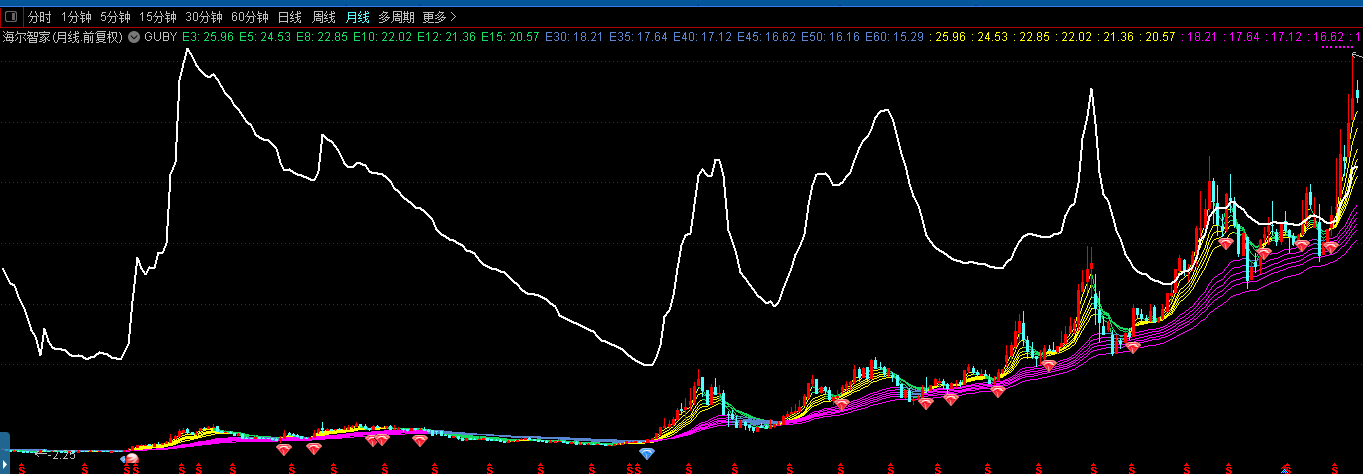 分时 1分钟 5分钟 15分钟 30分钟 60分钟 日线 周线 月线 多周期 更多 >
海尔智家(月线.前复权) GUBY E3: 25.96 E5: 24.53 E8: 22.85 E10: 22.02 E12: 21.36 E15: 20.57 E30: 18.21 E35: 17.64 E40: 17.12 E45: 16.62 E50: 16.16 E60: 15.29 : 25.96 : 24.53 : 22.85 : 22.02 : 21.36 : 20.57 : 18.21 : 17.64 : 17.12 : 16.62 : 1
2.25
S S S S S S S S S S S S S S S S S S S S S S S S S